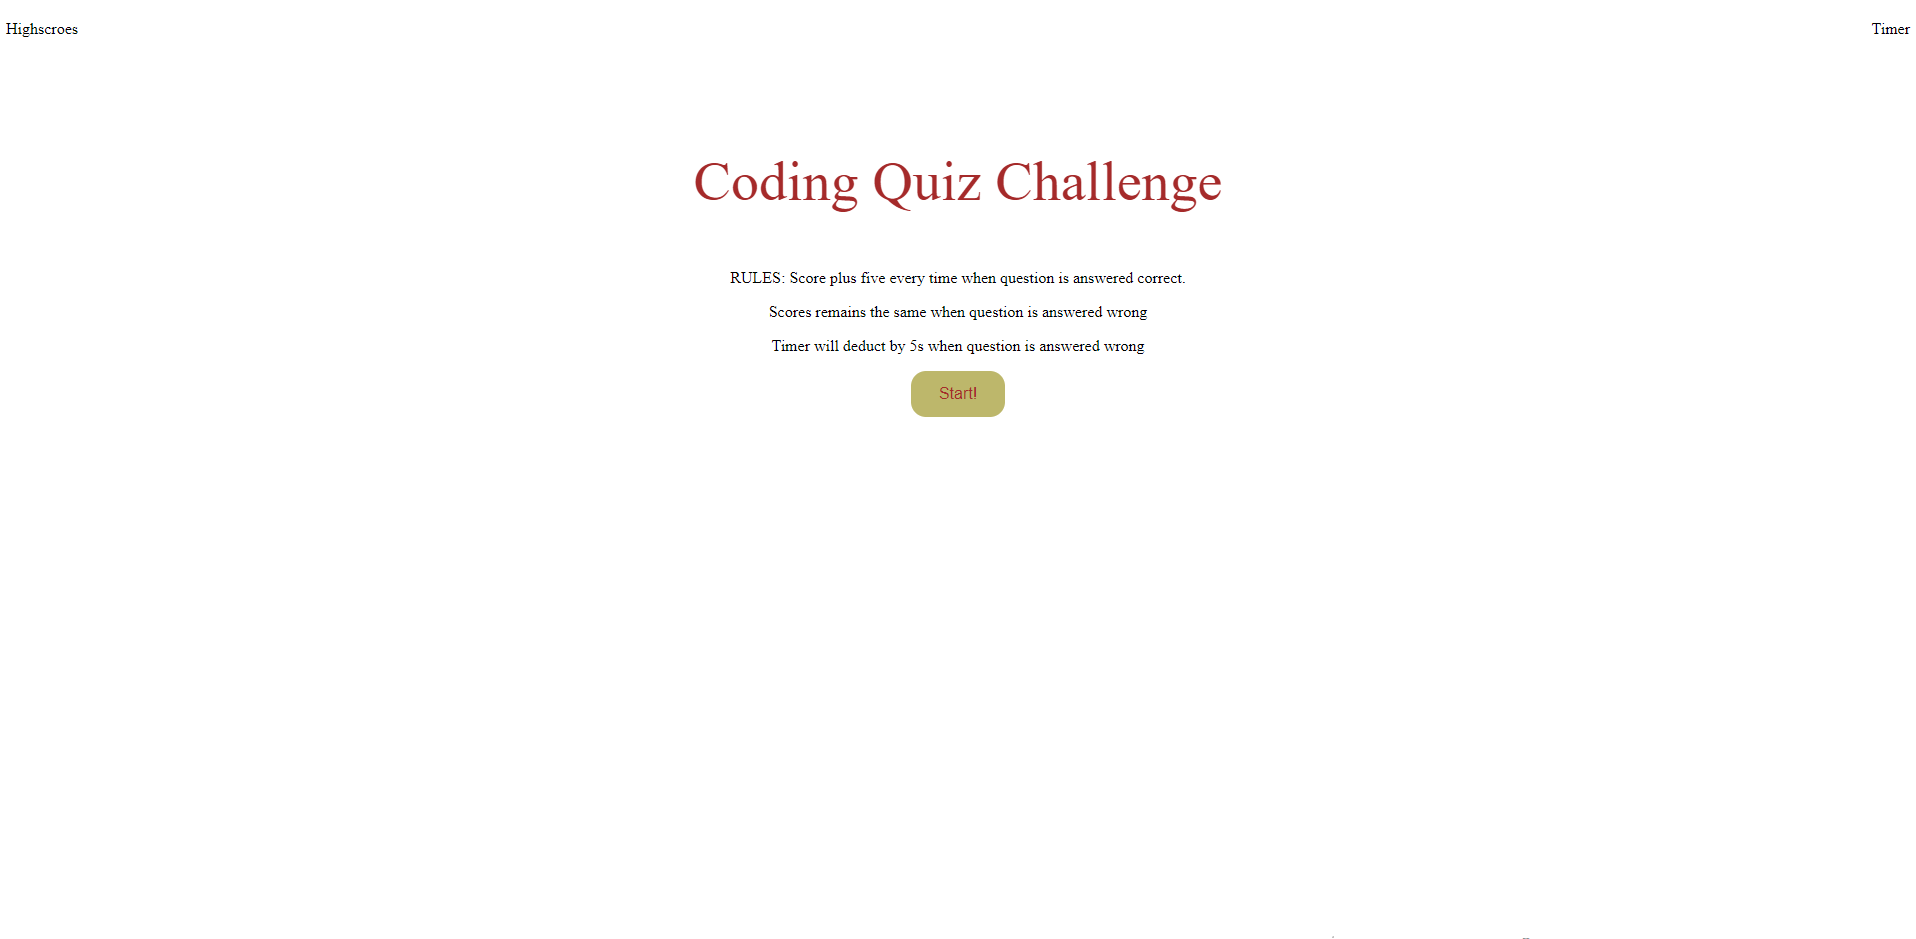 Highscroes
Timer
Coding Quiz Challenge
RULES: Score plus five every time when question is answered correct.
Scores remains the same when question is answered wrong
Timer will deduct by 5s when question is answered wrong
Start!